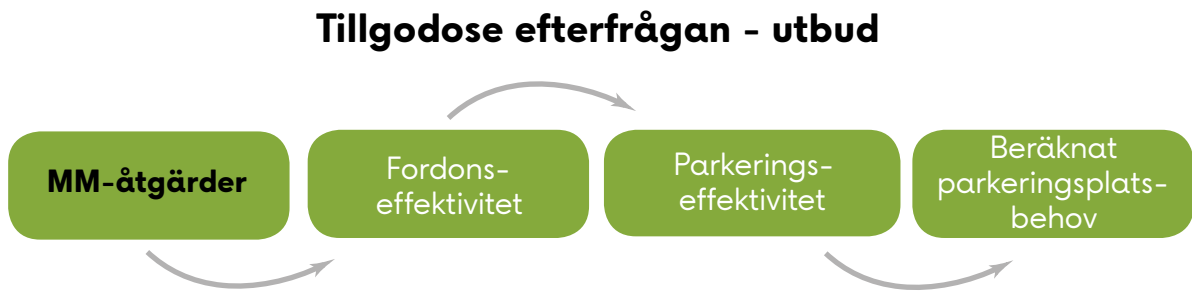 Tillgodose efterfrågan - utbud
MM-åtgärder
Fordons-
effektivitet
Parkerings-
effektivitet
Beräknat
parkeringsplats-
behov